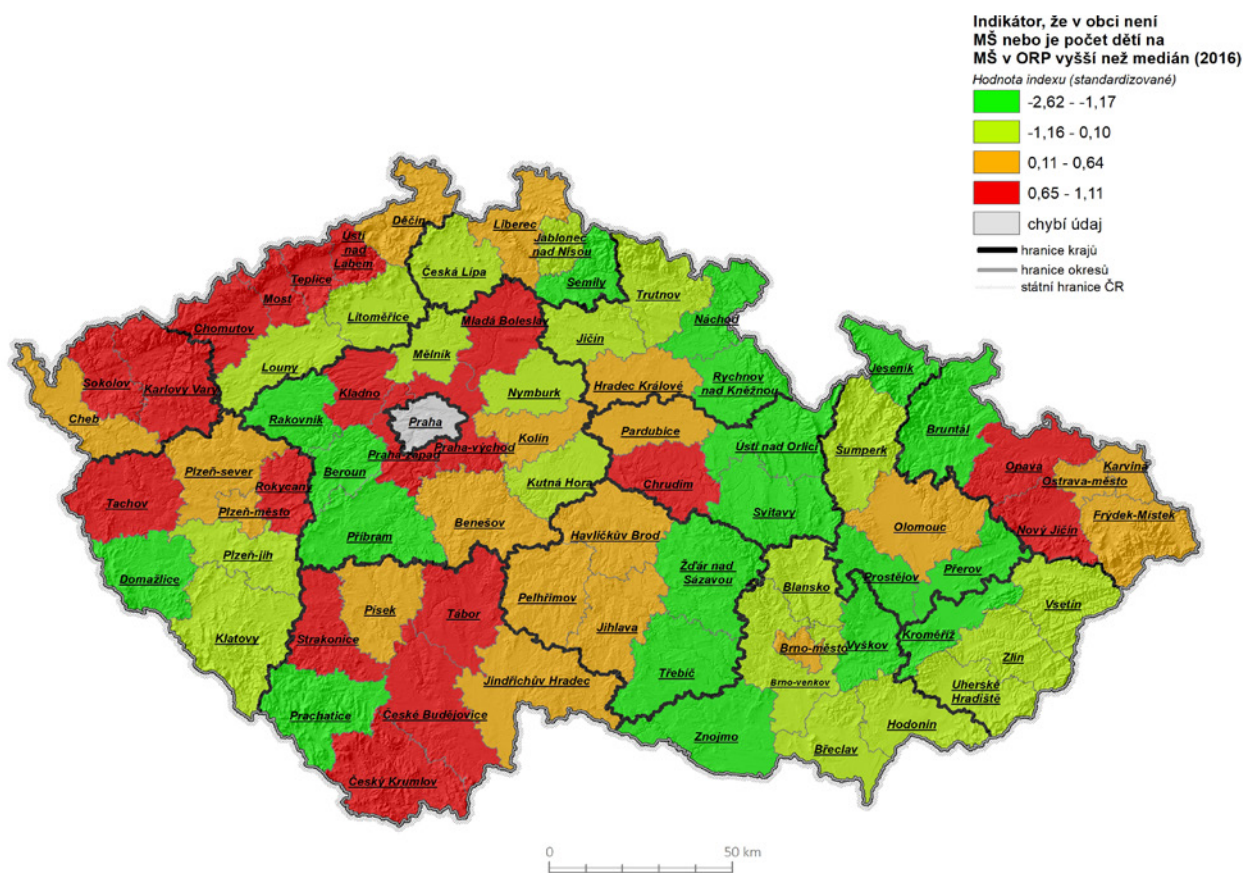 Indikátor, že v obci není
MŠ nebo je počet dětí na
MŠ v ORP vyšší než medián (2016)
Hodnota indexu (standardizované)
-2,62 - -1,17
-1,16 - 0,10
0,11 - 0,64
0,65 - 1,11
chybí údaj
hranice krajů
hranice okresů
státní hranice ČR
Děčín
Liberec
Ústí
nad
Labem
Jablonec
nad Nisou
Teplice
Česká Lípa
Semily
Most
Trutnov
Litoměřice
Mladá Boleslav
Náchod
Chomutov
Jičín
Mělník
Louny
Jeseník
Sokolov
Karlovy Vary
Kladno
Nymburk
Hradec Králové
Rychnov
nad Kněžnou
Cheb
Rakovník
Praha
Bruntál
Kolín
Pardubice
Ústí nad Orlicí
Šumperk
Praha-východ
Praha-západ
Plzeň-sever
Beroun
Opava
Karviná
Rokycany
Kutná Hora
Chrudim
Ostrava-město
Tachov
Plzeň-město
Svitavy
Frýdek-Místek
Benešov
Olomouc
Nový Jičín
Příbram
Havlíčkův Brod
Plzeň-jih
Žďár nad
Sázavou
Přerov
Domažlice
Prostějov
Blansko
Pelhřimov
Písek
Tábor
Vsetín
Jihlava
Klatovy
Strakonice
Kroměříž
Brno-město
Vyškov
Zlín
Třebíč
Jindřichův Hradec
Brno-venkov
Uherské
Hradiště
Prachatice
České Budějovice
Hodonín
Znojmo
Břeclav
Český Krumlov
0
50 km